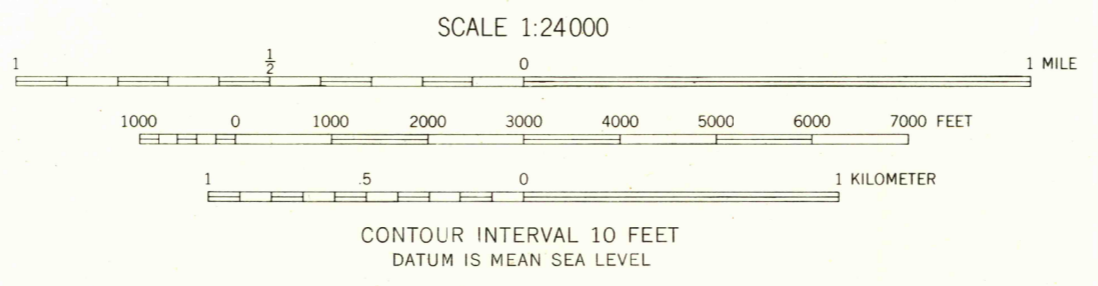 SCALE 1:24000
1 1/2 0 1 MILE
1000 0 1000 2000 3000 4000 5000 6000 7000 FEET
1 .5 0 1 KILOMETER
CONTOUR INTERVAL 10 FEET
DATUM IS MEAN SEA LEVEL